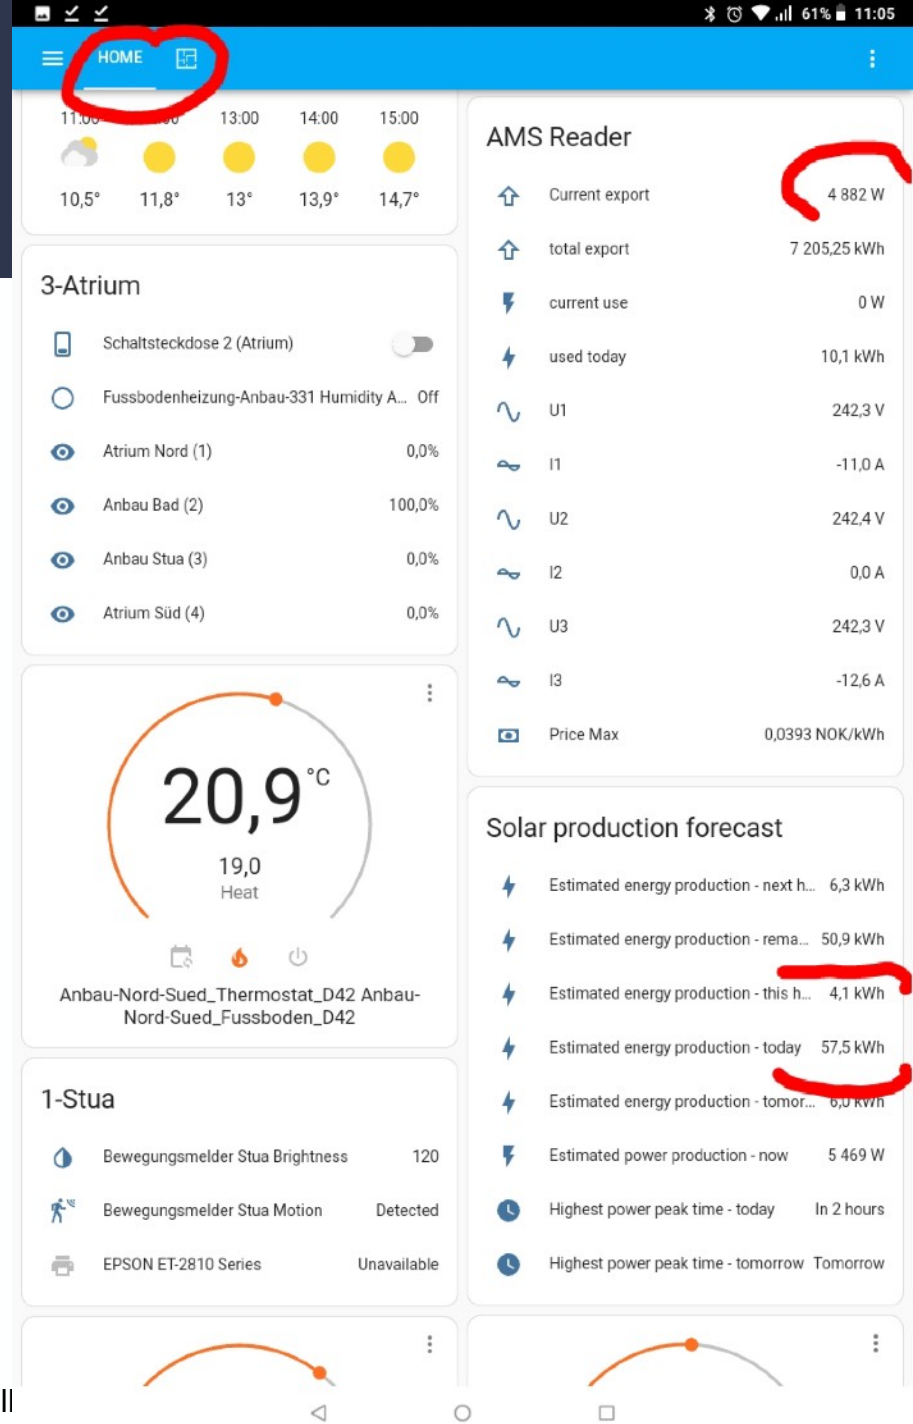 61% 11:05
HOME
11:00 13:00 14:00 15:00
10,5° 11,8° 13° 13,9° 14,7°
3-Atrium
Schaltsteckdose 2 (Atrium)
Fussbodenheizung-Anbau-331 Humidity A... Off
Atrium Nord (1) 0,0%
Anbau Bad (2) 100,0%
Anbau Stua (3) 0,0%
Atrium Süd (4) 0,0%
20,9 °C
19,0
Heat
Anbau-Nord-Sued_Thermostat_D42 Anbau-
Nord-Sued_Fussboden_D42
1-Stua
Bewegungsmelder Stua Brightness 120
Bewegungsmelder Stua Motion Detected
EPSON ET-2810 Series Unavailable
AMS Reader
Current export 4 882 W
total export 7 205,25 kWh
current use 0 W
used today 10,1 kWh
U1 242,3 V
I1 -11,0 A
U2 242,4 V
I2 0,0 A
U3 242,3 V
I3 -12,6 A
Price Max 0,0393 NOK/kWh
Solar production forecast
Estimated energy production - next h... 6,3 kWh
Estimated energy production - rema... 50,9 kWh
Estimated energy production - this h... 4,1 kWh
Estimated energy production - today 57,5 kWh
Estimated energy production - tomor... 6,0 kWh
Estimated power production - now 5 469 W
Highest power peak time - today In 2 hours
Highest power peak time - tomorrow Tomorrow